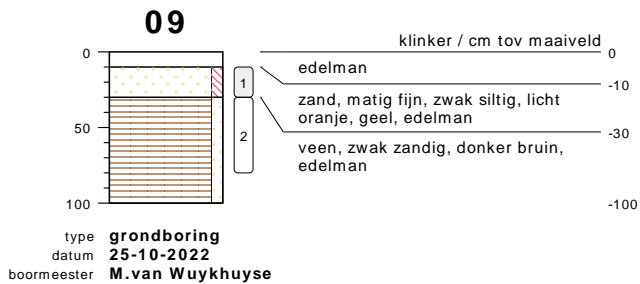 09
klinker / cm tov maaiveld
0
0
edelman
-10
1
zand, matig fijn, zwak siltig, licht
oranje, geel, edelman
50
2
-30
veen, zwak zandig, donker bruin,
edelman
100
-100
type grondboring
datum 25-10-2022
boormeester M.van Wuykhuyse